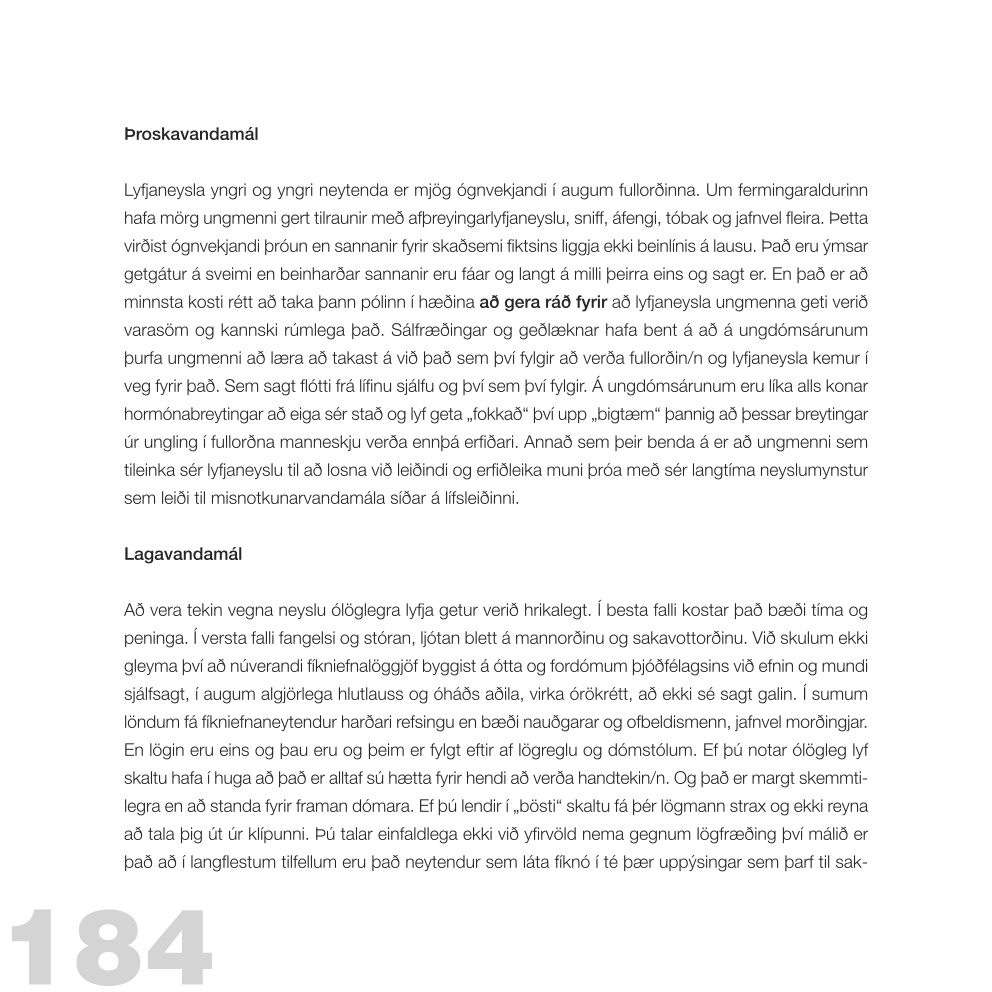 Þroskavandamál
Lyfjaneysla yngri og yngri neytenda er mjög ógnvekjandi í augum fullorðinna. Um fermingaraldurinn
hafa mörg ungmenni gert tilraunir með afþreyingarlyfjaneyslu, sniff, áfengi, tóbak og jafnvel fleira. Þetta
virðist ógnvekjandi þróun en sannanir fyrir skaðsemi fiktsins liggja ekki beinlínis á lausu. Það eru ýmsar
getgátur á sveimi en beinharðar sannanir eru fáar og langt á milli þeirra eins og sagt er. En það er að
minnsta kosti rétt að taka þann pólinn í hæðina að gera ráð fyrir að lyfjaneysla ungmenna geti verið
varasöm og kannski rúmlega það. Sálfræðingar og geðlæknar hafa bent á að á ungdómsárunum
þurfa ungmenni að læra að takast á við það sem því fylgir að verða fullorðin/n og lyfjaneysla kemur í
veg fyrir það. Sem sagt flótti frá lífinu sjálfu og því sem því fylgir. Á ungdómsárunum eru líka alls konar
hormónabreytingar að eiga sér stað og lyf geta „fokkað“ því upp „bigtæm“ þannig að þessar breytingar
úr ungling í fullorðna manneskju verða ennþá erfiðari. Annað sem þeir benda á er að ungmenni sem
tileinka sér lyfjaneyslu til að losna við leiðindi og erfiðleika muni þróa með sér langtíma neyslumynstur
sem leiði til misnotkunarvandamála síðar á lífsleiðinni.
Lagavandamál
Að vera tekin vegna neyslu ólöglegra lyfja getur verið hrikalegt. Í besta falli kostar það bæði tíma og
peninga. Í versta falli fangelsi og stóran, ljótan blett á mannorðinu og sakavottorðinu. Við skulum ekki
gleyma því að núverandi fíkniefnalöggjöf byggist á ótta og fordómum þjóðfélagsins við efnin og mundi
sjálfsagt, í augum algjörlega hlutlauss og óháðs aðila, virka órökrétt, að ekki sé sagt galin. Í sumum
löndum fá fíkniefnaneytendur harðari refsingu en bæði nauðgarar og ofbeldismenn, jafnvel morðingjar.
En lögin eru eins og þau eru og þeim er fylgt eftir af lögreglu og dómstólum. Ef þú notar ólögleg lyf
skaltu hafa í huga að það er alltaf sú hætta fyrir hendi að verða handtekin/n. Og það er margt skemmti-
legra en að standa fyrir framan dómara. Ef þú lendir í „bösti“ skaltu fá þér lögmann strax og ekki reyna
að tala þig út úr klípunni. Þú talar einfaldlega ekki við yfirvöld nema gegnum lögfræðing því málið er
það að í langflestum tilfellum eru það neytendur sem láta fíknó í té þær uppýsingar sem þarf til sak-
184